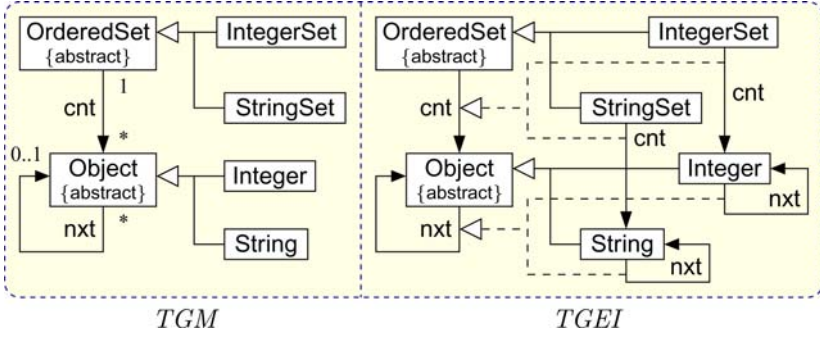 OrderedSet
{abstract}
IntegerSet
1
cnt
StringSet
*
0..1
Object
{abstract}
Integer
nxt
*
String
TGM
OrderedSet
{abstract}
IntegerSet
cnt
StringSet
cnt
cnt
Object
{abstract}
Integer
nxt
nxt
String
nxt
TGEI